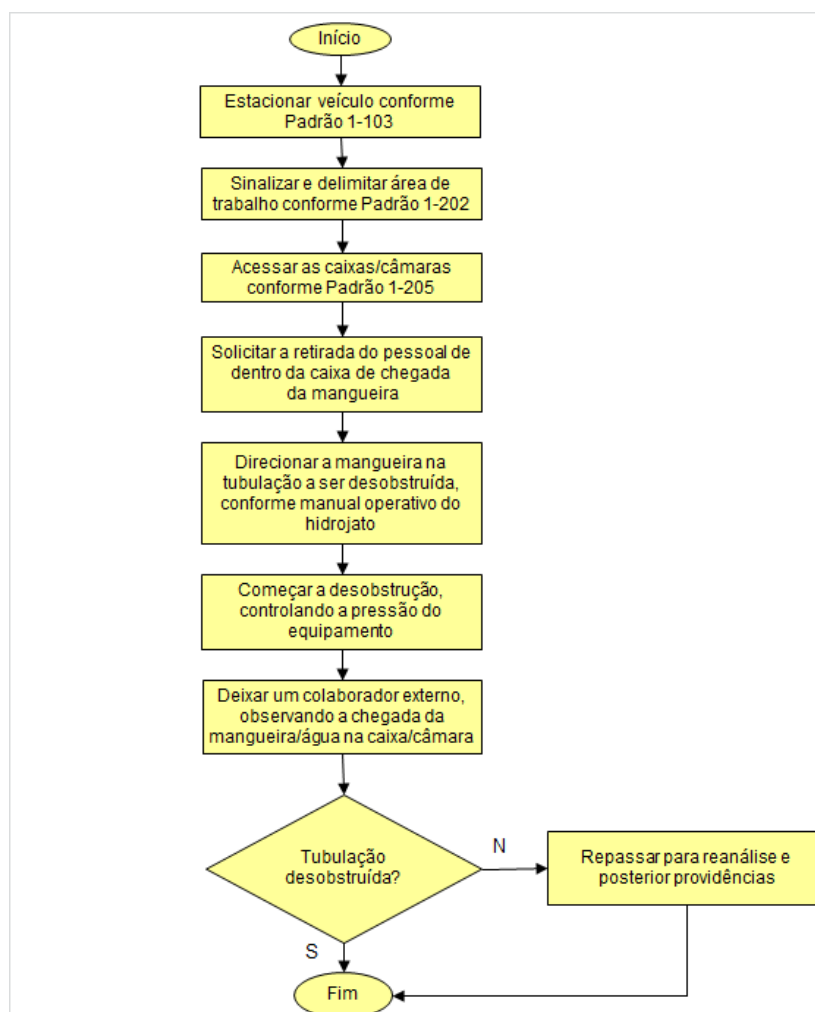 Início
Estacionar veículo conforme
Padrão 1-103
Sinalizar e delimitar área de
trabalho conforme Padrão 1-202
Acessar as caixas/câmaras
conforme Padrão 1-205
Solicitar a retirada do pessoal de
dentro da caixa de chegada
da mangueira
Direcionar a mangueira na
tubulação a ser desobstruída,
conforme manual operativo do
hidrojato
Começar a desobstrução,
controlando a pressão do
equipamento
Deixar um colaborador externo,
observando a chegada da
mangueira/água na caixa/câmara
Tubulação
desobstruída?
N
Repassar para reanálise e
posterior providências
S
Fim